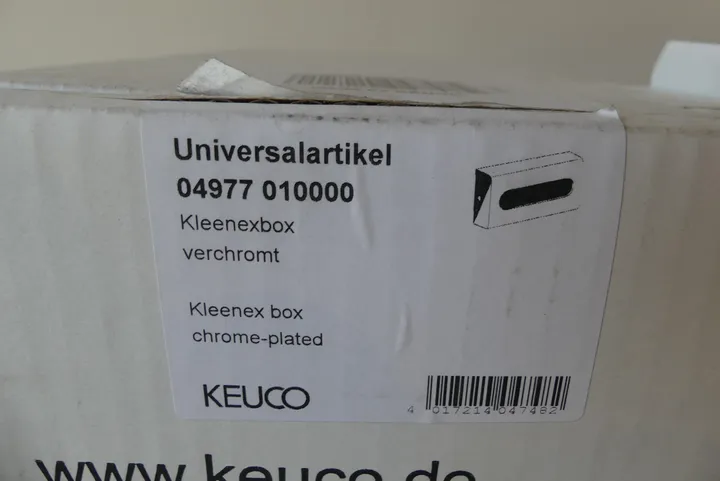 Universalartikel
04977 010000
Kleenexbox
verchromt
Kleenex box
chrome-plated
KEUCO
4 017214 047482
www.keuco.de